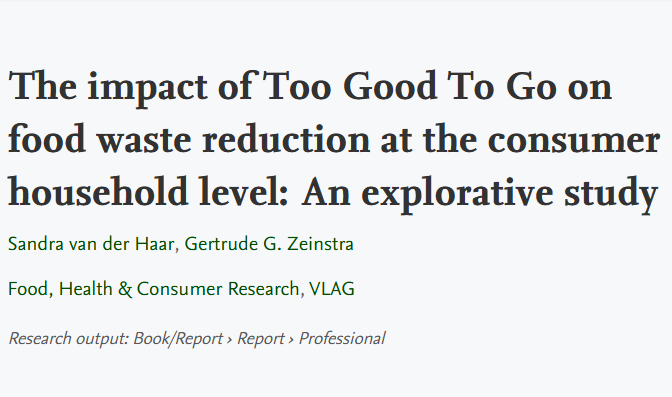 The impact of Too Good To Go on
food waste reduction at the consumer
household level: An explorative study
Sandra van der Haar, Gertrude G. Zeinstra
Food, Health & Consumer Research, VLAG
Research output: Book/Report › Report › Professional